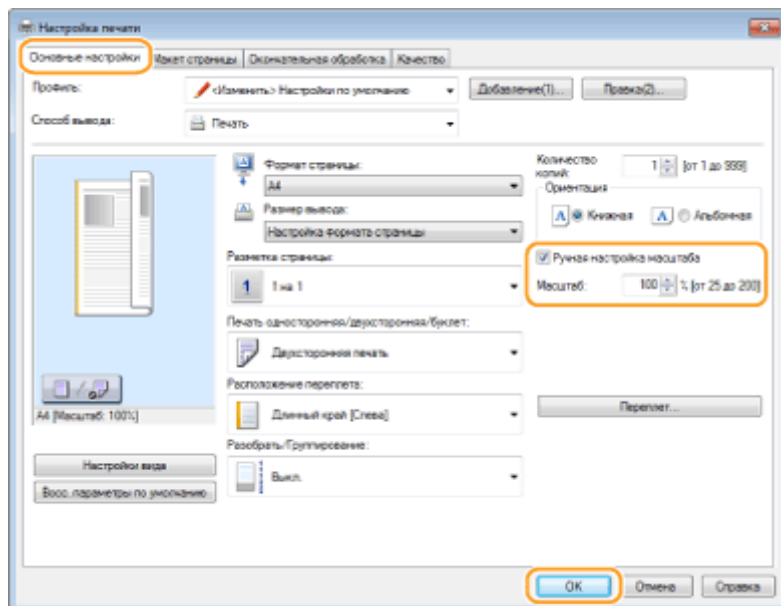 Настройка печати
Основные настройки Макет страницы Окончательная обработка Качество
Профиль: <Изменить> Настройки по умолчанию Добавление(1)... Правка(2)...
Способ вывода: Печать
Формат страницы:
A4
Размер вывода:
Настройка формата страницы
Разметка страницы:
1 1 на 1
Печать односторонняя/двухсторонняя/буклет:
Двухсторонняя печать
Расположение переплета:
Длинный край [Слева]
Разобрать/Группирование:
Выкл.
Количество копий: 1 [от 1 до 999]
Ориентация
A Книжная A Альбомная
Ручная настройка масштаба
Масштаб: 100 % [от 25 до 200]
Переплет...
A4 [Масштаб: 100%]
Настройки вида
Восс. параметры по умолчанию
OK Отмена Справка